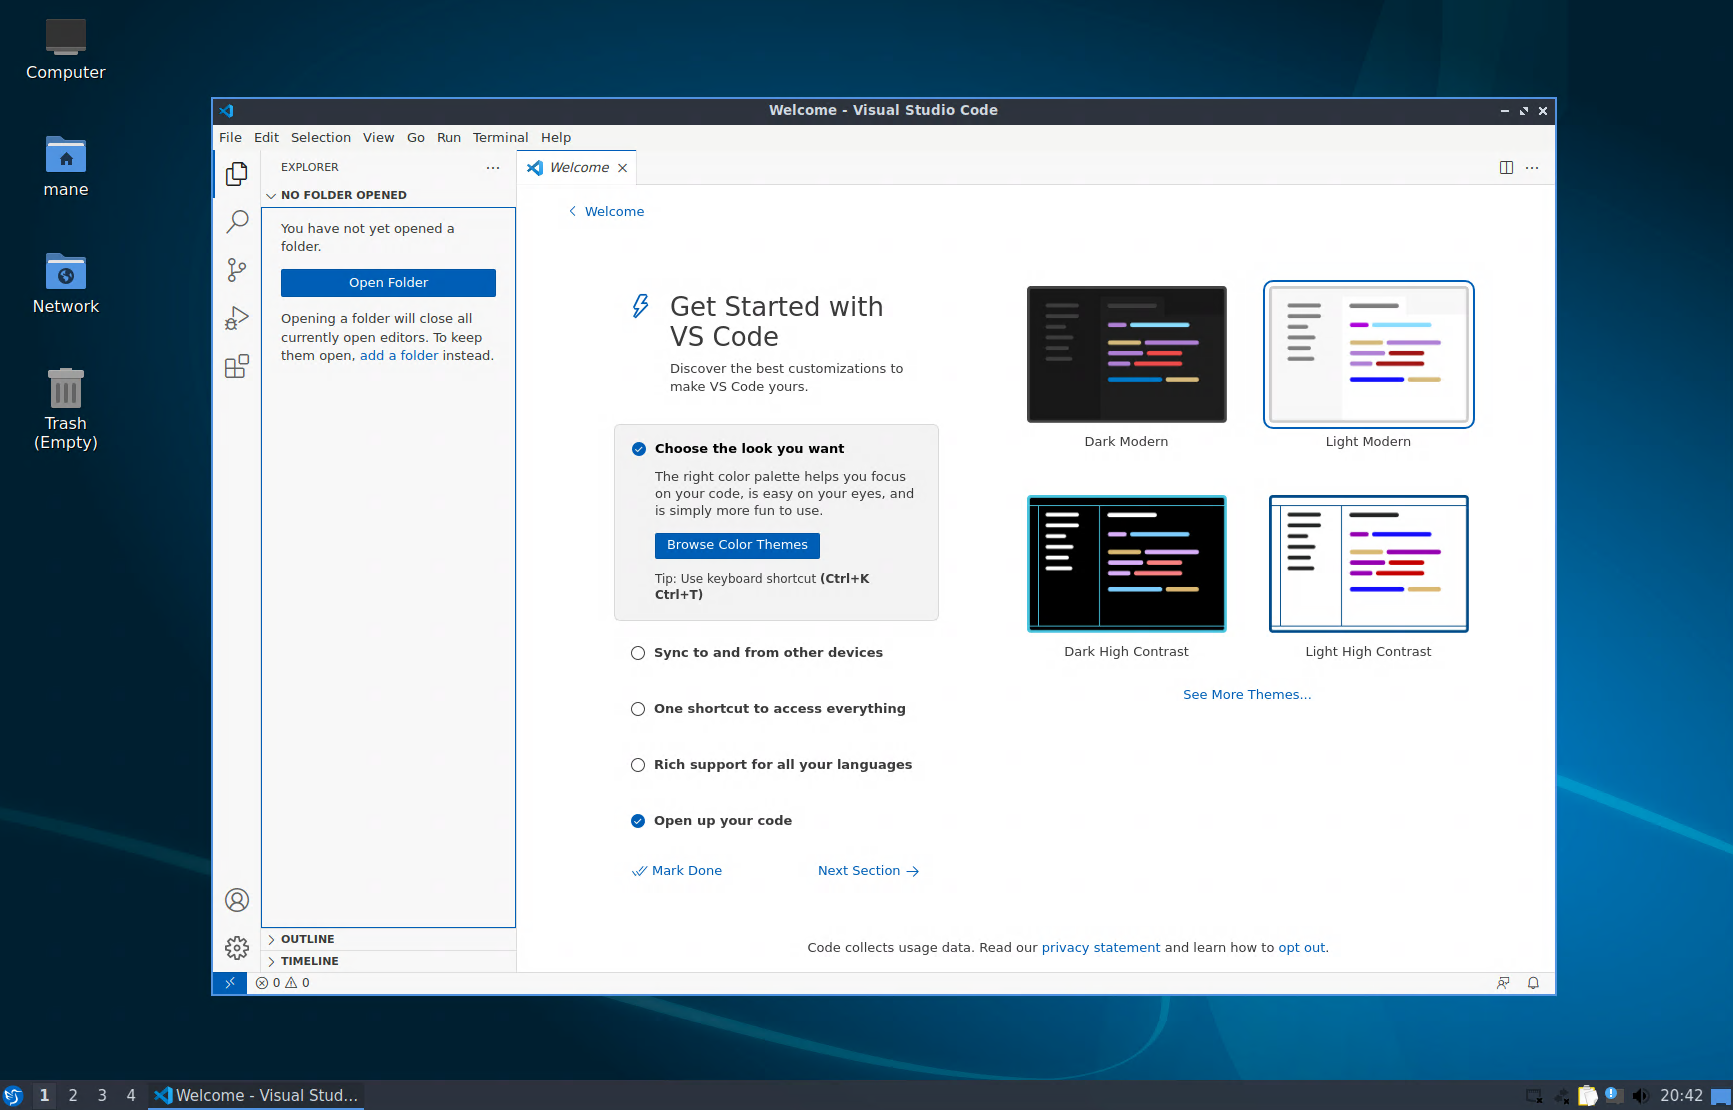 Computer
mane
Network
Trash
(Empty)
Welcome - Visual Studio Code
File Edit Selection View Go Run Terminal Help
EXPLORER
NO FOLDER OPENED
You have not yet opened a
folder.
Open Folder
Opening a folder will close all
currently open editors. To keep
them open, add a folder instead.
OUTLINE
TIMELINE
Welcome
Welcome
Get Started with
VS Code
Discover the best customizations to
make VS Code yours.
Choose the look you want
The right color palette helps you focus
on your code, is easy on your eyes, and
is simply more fun to use.
Browse Color Themes
Tip: Use keyboard shortcut (Ctrl+K
Ctrl+T)
Sync to and from other devices
One shortcut to access everything
Rich support for all your languages
Open up your code
Mark Done
Next Section
Dark Modern
Light Modern
Dark High Contrast
Light High Contrast
See More Themes...
Code collects usage data. Read our privacy statement and learn how to opt out.
0 0
1 2 3 4 Welcome - Visual Stud... 20:42